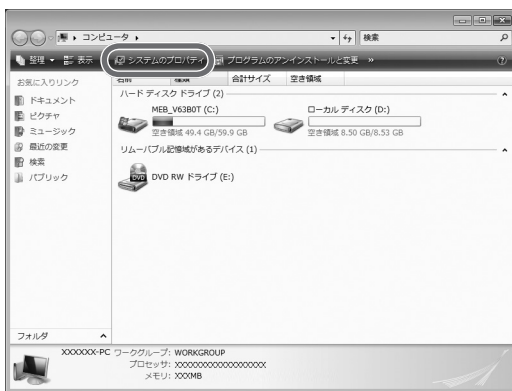 コンピュータ
検索
整理 表示 システムのプロパティ プログラムのアンインストールと変更 »
お気に入りリンク
ドキュメント
ピクチャ
ミュージック
最近の変更
検索
パブリック
フォルダ
名前 種類 合計サイズ 空き領域
ハード ディスク ドライブ (2)
MEB_V63B0T (C:)
空き領域 49.4 GB/59.9 GB
ローカル ディスク (D:)
空き領域 8.50 GB/8.53 GB
リムーバブル記憶域があるデバイス (1)
DVD
DVD RW ドライブ (E:)
XXXXXX-PC ワークグループ: WORKGROUP
プロセッサ: XXXXXXXXXXXXXXXXXX
メモリ: XXXMB